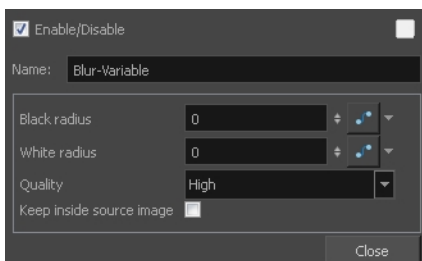 Enable/Disable
Name: Blur-Variable
Black radius 0
White radius 0
Quality High
Keep inside source image
Close